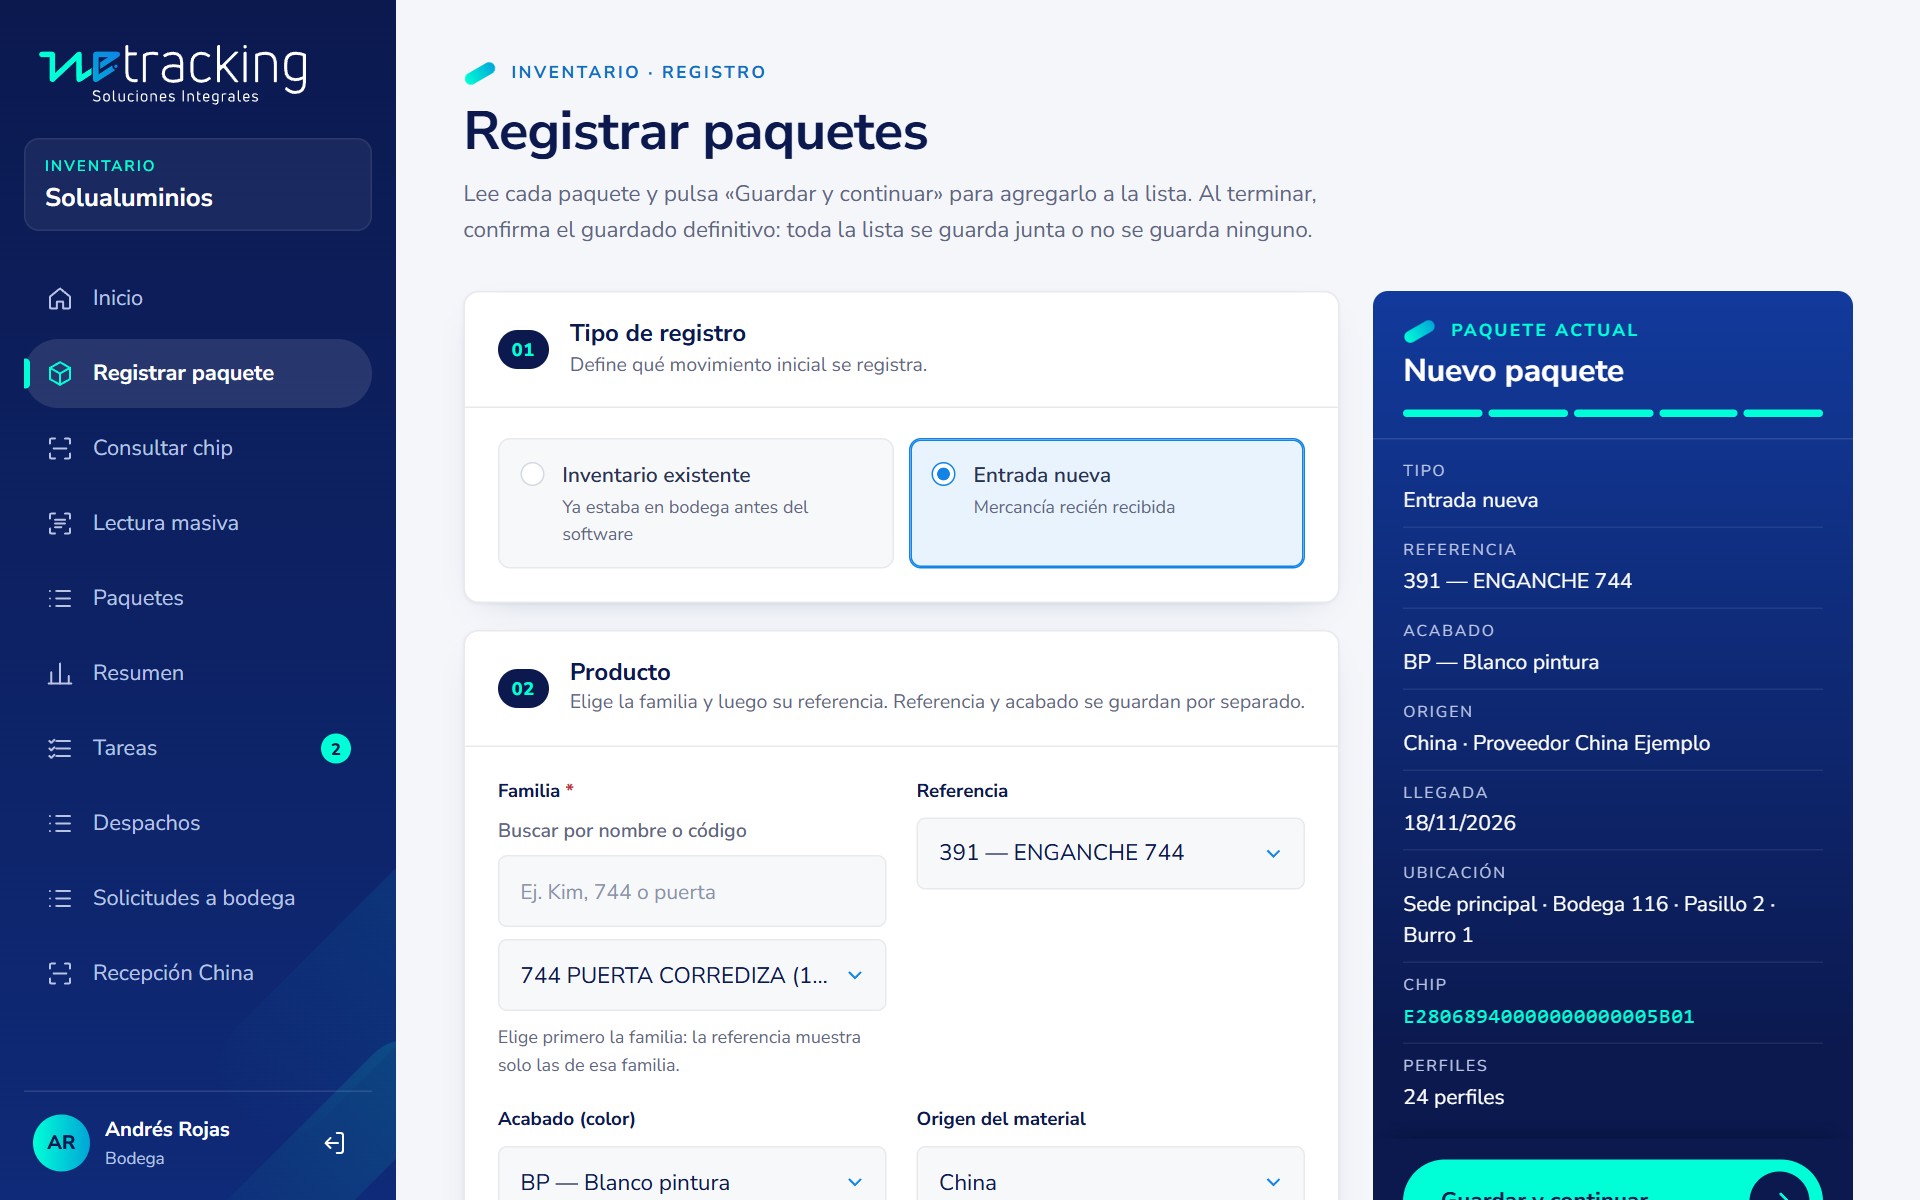 wetracking
Soluciones Integrales
INVENTARIO
Solualuminios
Inicio
Registrar paquete
Consultar chip
Lectura masiva
Paquetes
Resumen
Tareas
2
Despachos
Solicitudes a bodega
Recepción China
AR
Andrés Rojas
Bodega
INVENTARIO · REGISTRO
Registrar paquetes
Lee cada paquete y pulsa «Guardar y continuar» para agregarlo a la lista. Al terminar,
confirma el guardado definitivo: toda la lista se guarda junta o no se guarda ninguno.
01
Tipo de registro
Define qué movimiento inicial se registra.
Inventario existente
Ya estaba en bodega antes del
software
Entrada nueva
Mercancía recién recibida
02
Producto
Elige la familia y luego su referencia. Referencia y acabado se guardan por separado.
Familia *
Buscar por nombre o código
Ej. Kim, 744 o puerta
744 PUERTA CORREDIZA (1...
Elige primero la familia: la referencia muestra
solo las de esa familia.
Referencia
391 — ENGANCHE 744
Acabado (color)
BP — Blanco pintura
Origen del material
China
PAQUETE ACTUAL
Nuevo paquete
TIPO
Entrada nueva
REFERENCIA
391 — ENGANCHE 744
ACABADO
BP — Blanco pintura
ORIGEN
China · Proveedor China Ejemplo
LLEGADA
18/11/2026
UBICACIÓN
Sede principal · Bodega 116 · Pasillo 2 ·
Burro 1
CHIP
E28068940000000000005B01
PERFILES
24 perfiles
Guardar y continuar